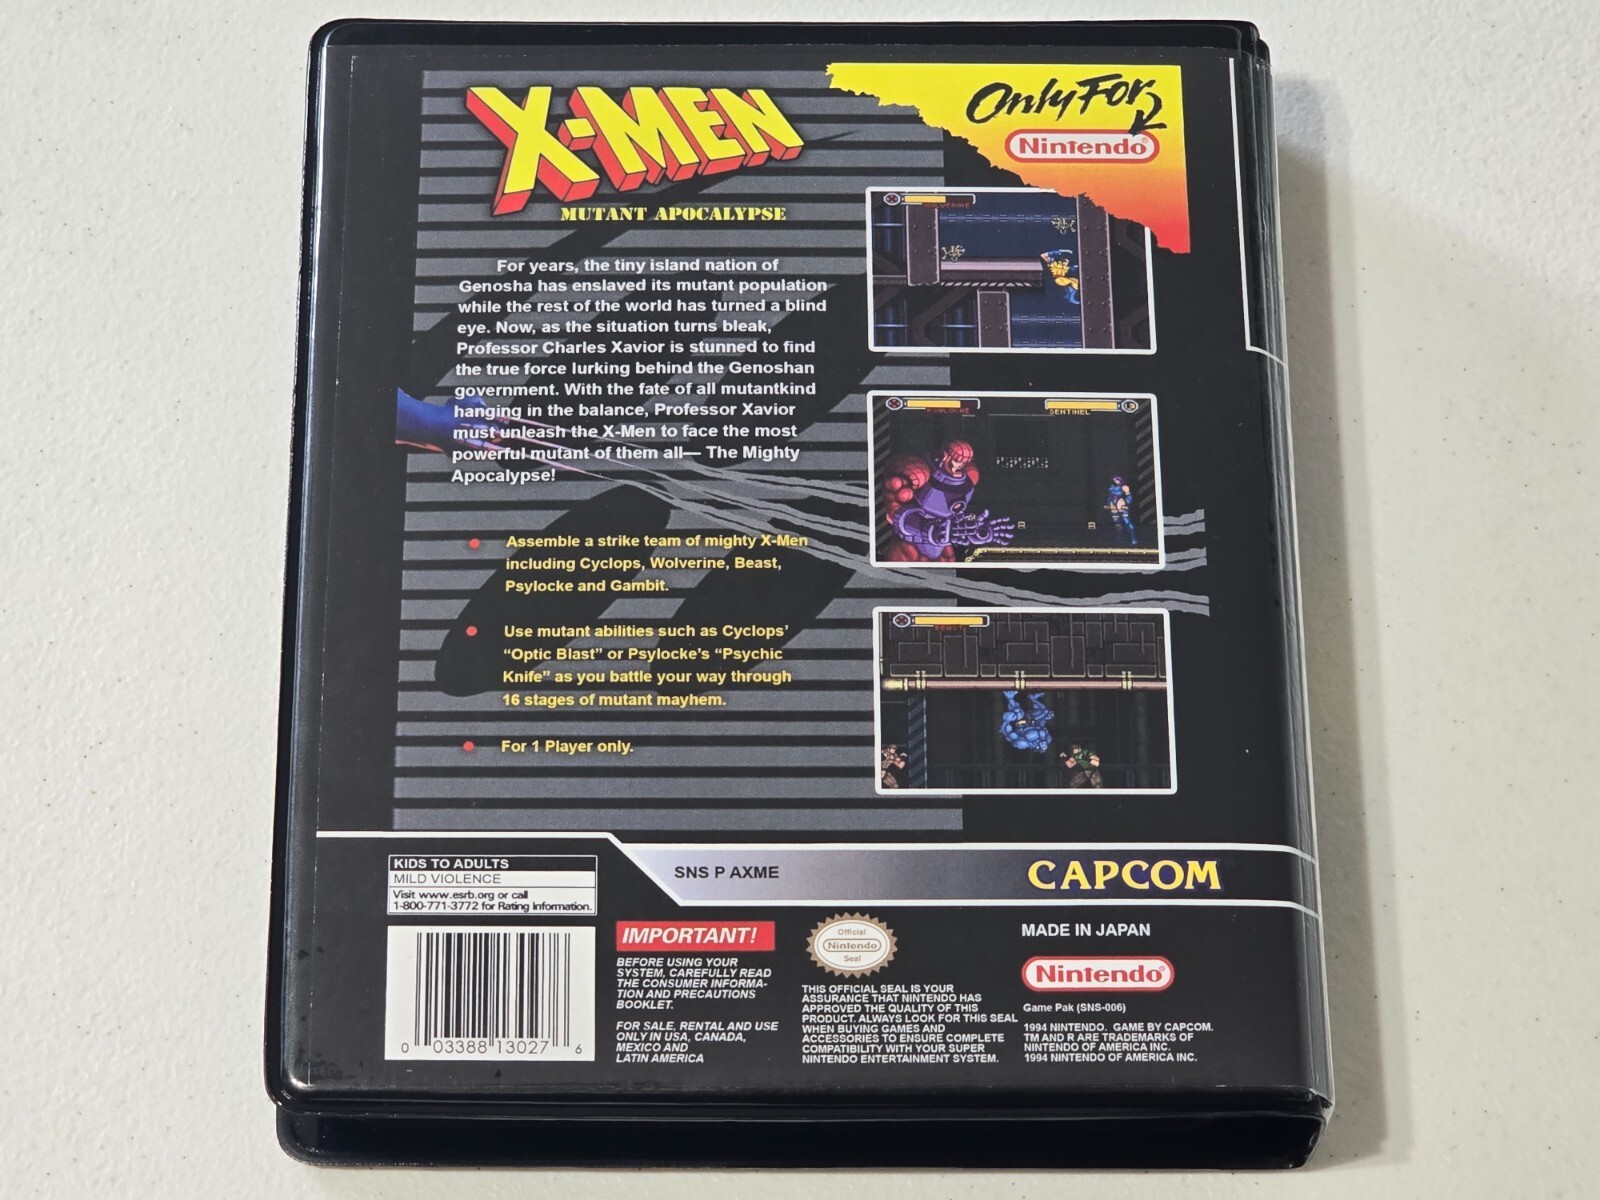 X-MEN
MUTANT APOCALYPSE
Only For
Nintendo
For years, the tiny island nation of
Genosha has enslaved its mutant population
while the rest of the world has turned a blind
eye. Now, as the situation turns bleak,
Professor Charles Xavior is stunned to find
the true force lurking behind the Genoshan
government. With the fate of all mutantkind
hanging in the balance, Professor Xavior
must unleash the X-Men to face the most
powerful mutant of them all— The Mighty
Apocalypse!
Assemble a strike team of mighty X-Men
including Cyclops, Wolverine, Beast,
Psylocke and Gambit.
Use mutant abilities such as Cyclops’
“Optic Blast” or Psylocke’s “Psychic
Knife” as you battle your way through
16 stages of mutant mayhem.
For 1 Player only.
WOLVERINE
PSYLOCKE
SENTINEL
BEAST
KIDS TO ADULTS
MILD VIOLENCE
Visit www.esrb.org or call
1-800-771-3772 for Rating Information.
SNS P AXME
CAPCOM
0 03388 13027 6
IMPORTANT!
BEFORE USING YOUR
SYSTEM, CAREFULLY READ
THE CONSUMER INFORMA-
TION AND PRECAUTIONS
BOOKLET.
FOR SALE, RENTAL AND USE
ONLY IN USA, CANADA,
MEXICO AND
LATIN AMERICA
Official
Nintendo
Seal
THIS OFFICIAL SEAL IS YOUR
ASSURANCE THAT NINTENDO HAS
APPROVED THE QUALITY OF THIS
PRODUCT. ALWAYS LOOK FOR THIS SEAL
WHEN BUYING GAMES AND
ACCESSORIES TO ENSURE COMPLETE
COMPATIBILITY WITH YOUR SUPER
NINTENDO ENTERTAINMENT SYSTEM.
MADE IN JAPAN
Nintendo
Game Pak (SNS-006)
1994 NINTENDO. GAME BY CAPCOM.
TM AND R ARE TRADEMARKS OF
NINTENDO OF AMERICA INC.
1994 NINTENDO OF AMERICA INC.